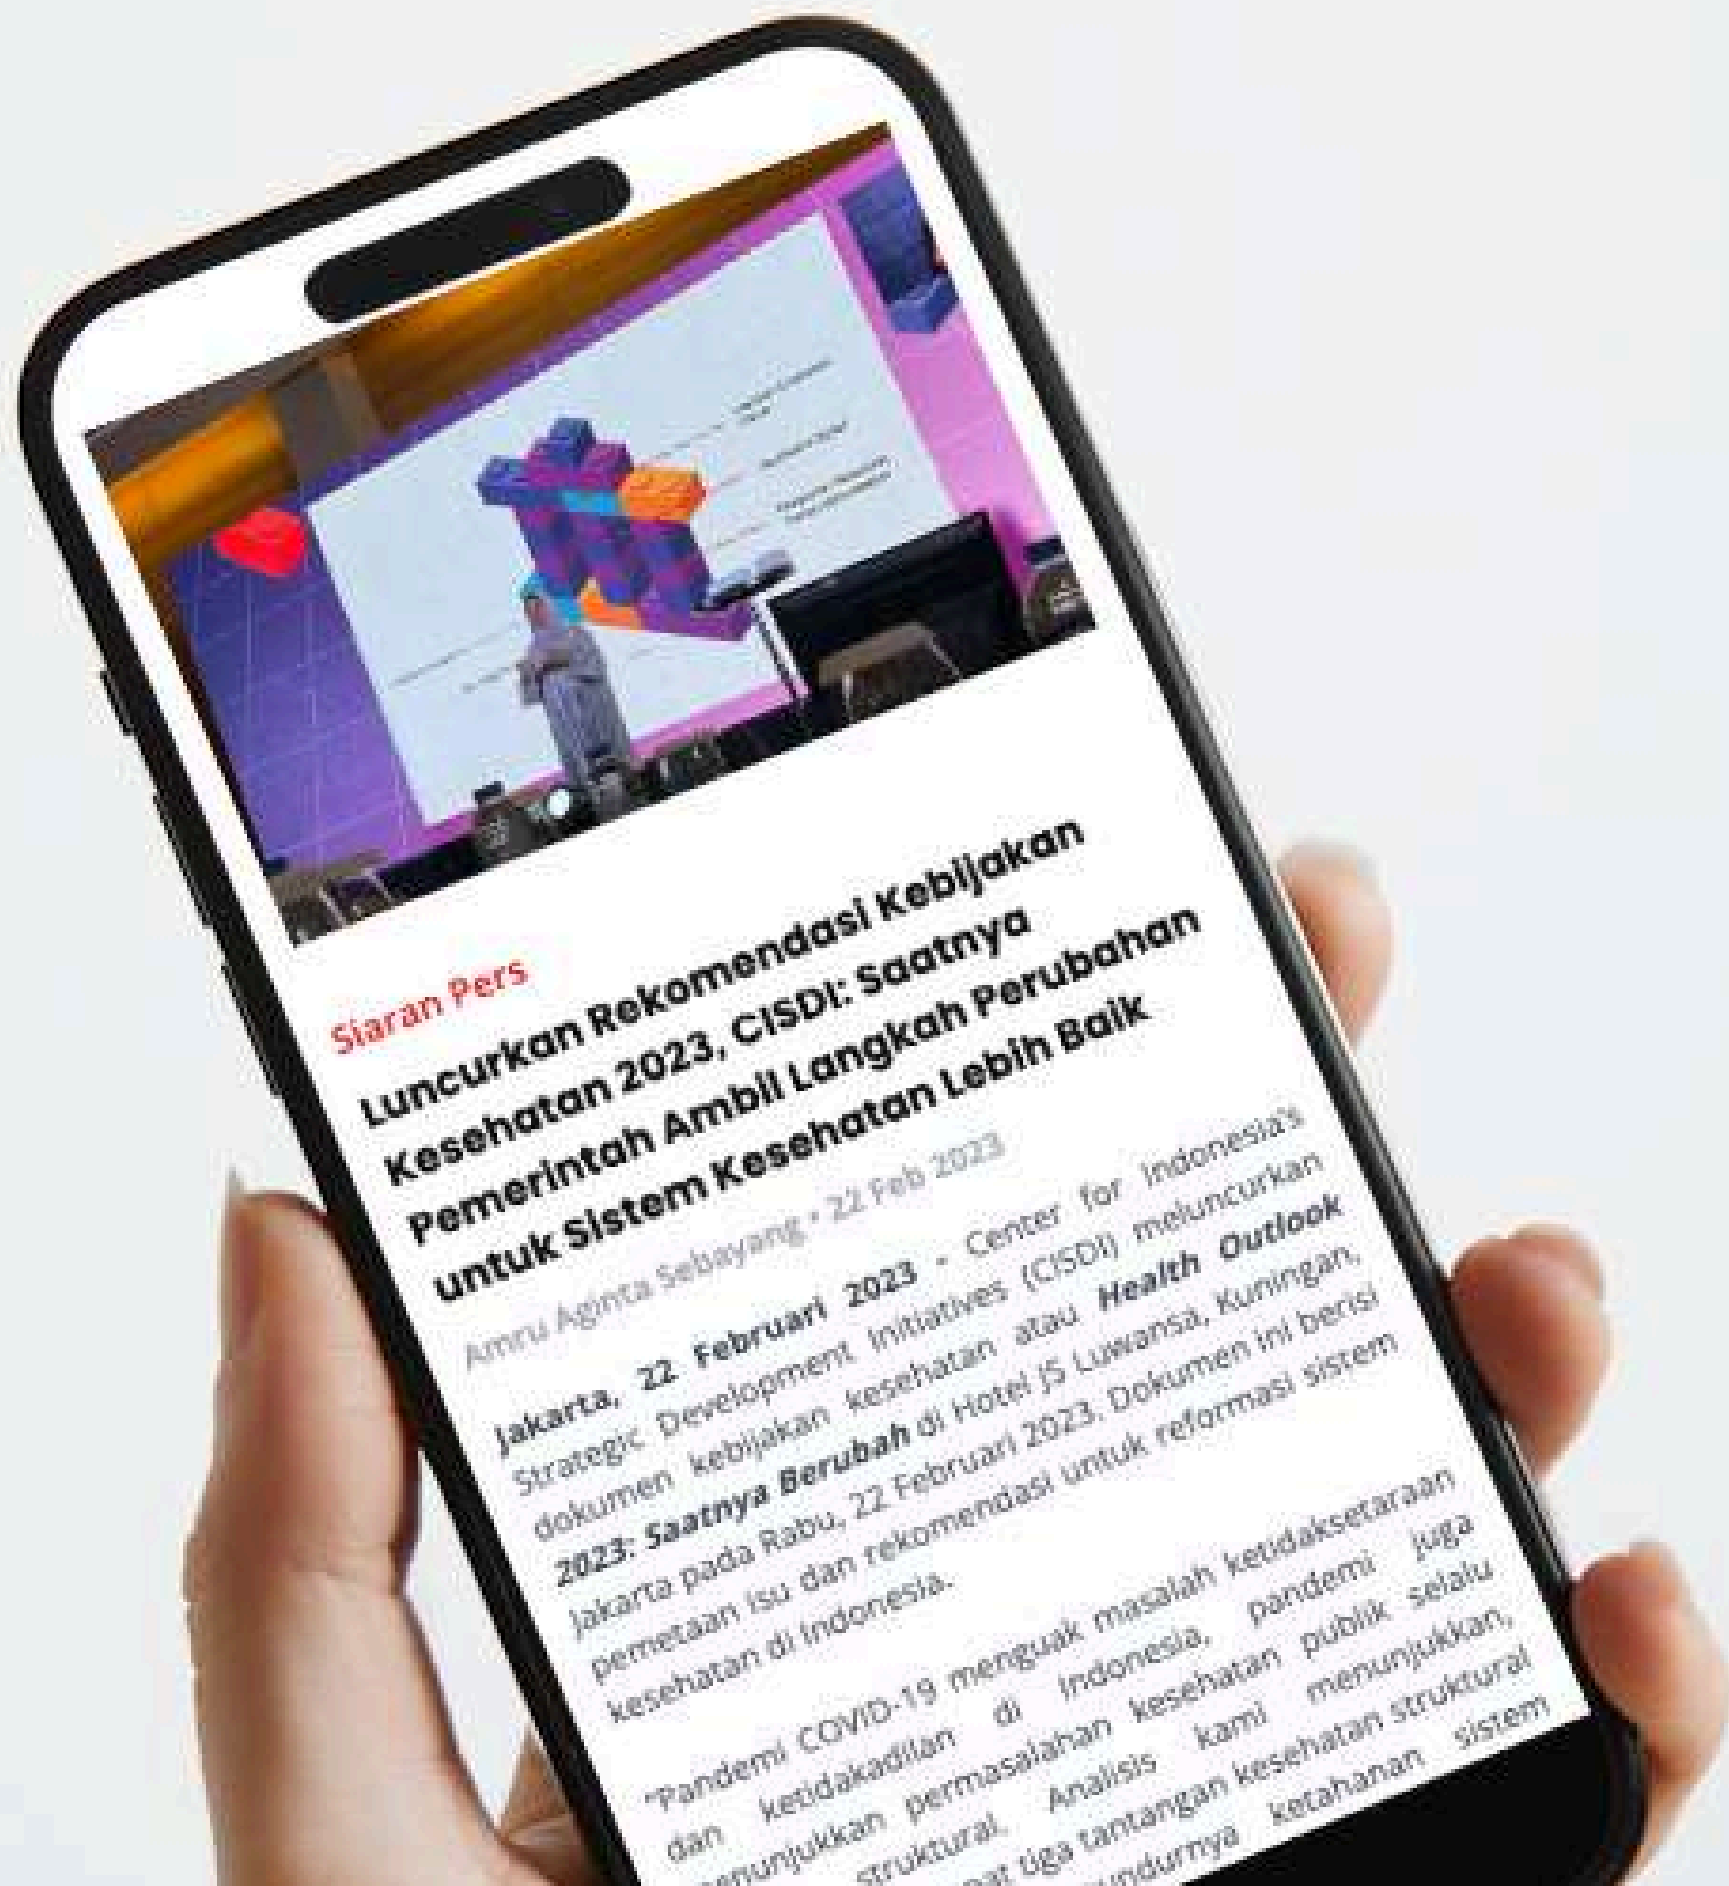 Siaran Pers
Luncurkan Rekomendasi Kebijakan
Kesehatan 2023, CISDI: Saatnya
Pemerintah Ambil Langkah Perubahan
untuk Sistem Kesehatan Lebih Baik
Amru Aginta Sebayang • 22 Feb 2023
Jakarta, 22 Februari 2023 - Center for Indonesia's
Strategic Development Initiatives (CISDI) meluncurkan
dokumen kebijakan kesehatan atau Health Outlook
2023: Saatnya Berubah di Hotel JS Luwansa, Kuningan,
Jakarta pada Rabu, 22 Februari 2023. Dokumen ini berisi
pemetaan isu dan rekomendasi untuk reformasi sistem
kesehatan di Indonesia.
"Pandemi COVID-19 menguak masalah ketidaksetaraan
dan ketidakadilan di Indonesia, pandemi juga
enunjukkan permasalahan kesehatan publik selalu
struktural. Analisis kami menunjukkan,
pat tiga tantangan kesehatan struktural
undurnya ketahanan sistem